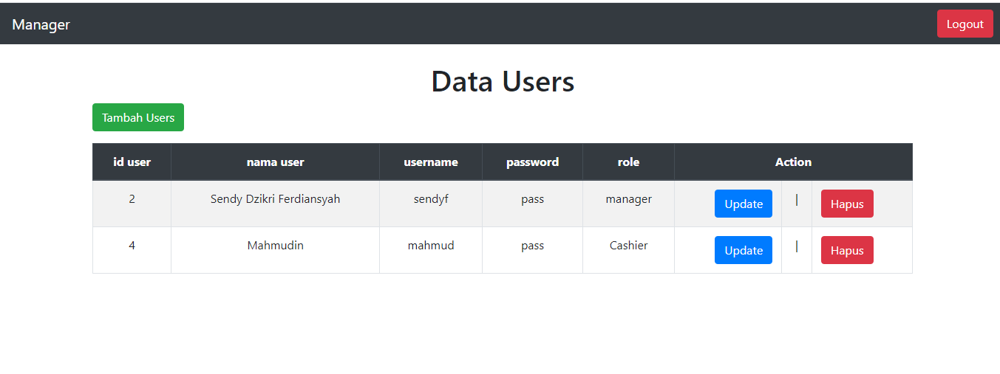 Manager Logout
Data Users
Tambah Users
id user nama user username password role Action
2 Sendy Dzikri Ferdiansyah sendyf pass manager Update | Hapus
4 Mahmudin mahmud pass Cashier Update | Hapus